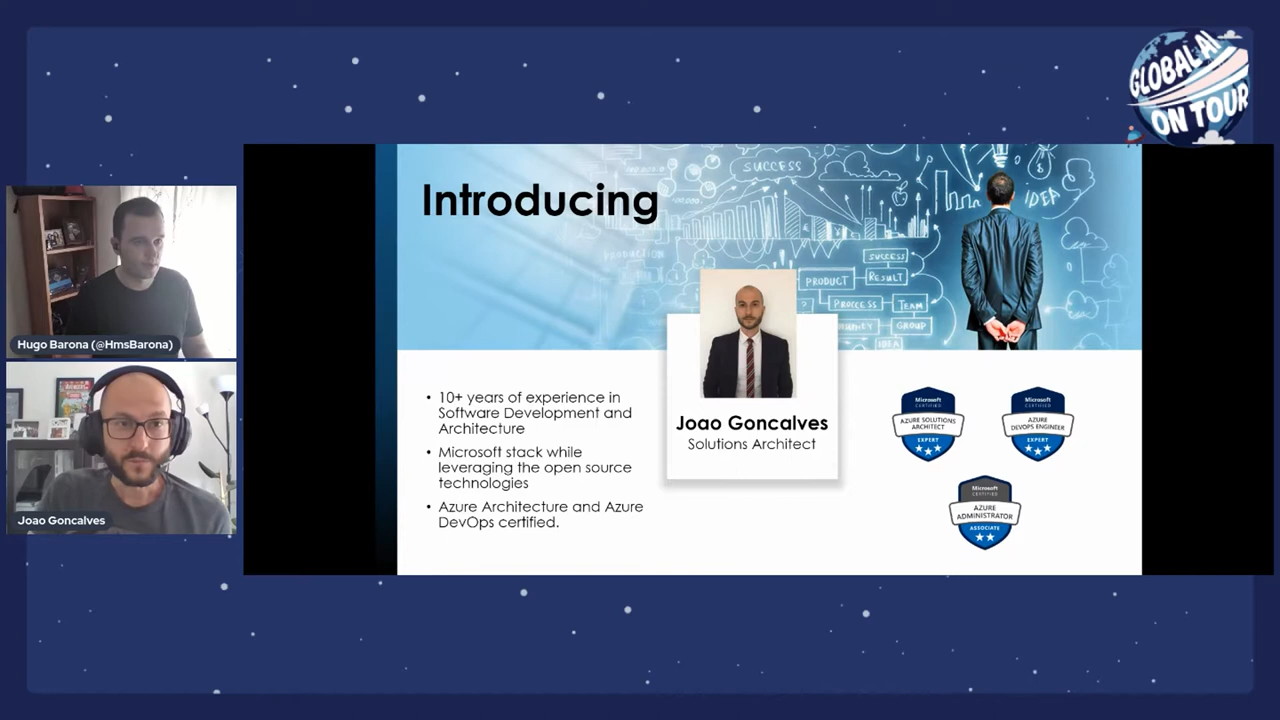 GLOBAL AI
ON TOUR
Introducing
SUCCESS
IDEA
PRODUCTION
SUCCESS
PRODUCT
RESULT
?
PROCESS
TEAM
GROUP
IDEA
Hugo Barona (@HmsBarona)
Joao Goncalves
• 10+ years of experience in
Software Development and
Architecture
• Microsoft stack while
leveraging the open source
technologies
• Azure Architecture and Azure
DevOps certified.
Joao Goncalves
Solutions Architect
Microsoft
CERTIFIED
AZURE SOLUTIONS
ARCHITECT
EXPERT
Microsoft
CERTIFIED
AZURE
DEVOPS ENGINEER
EXPERT
Microsoft
CERTIFIED
AZURE
ADMINISTRATOR
ASSOCIATE